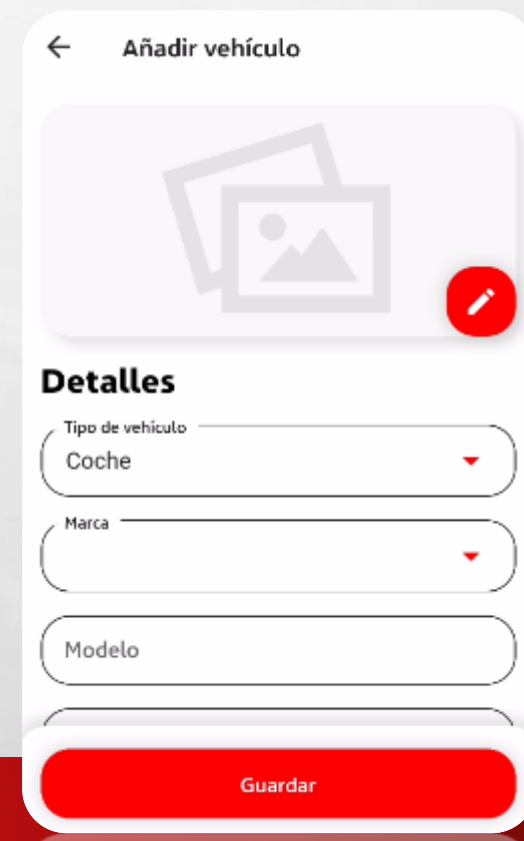 Añadir vehículo
Detalles
Tipo de vehículo
Coche
Marca
Modelo
Guardar